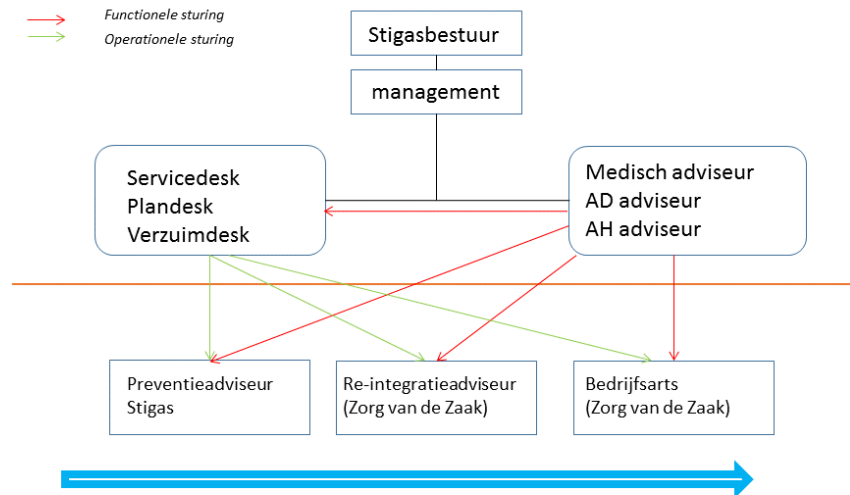 Functionele sturing
Operationele sturing
Stigasbestuur
management
Servicedesk
Plandesk
Verzuimdesk
Medisch adviseur
AD adviseur
AH adviseur
Preventieadviseur
Stigas
Re-integratieadviseur
(Zorg van de Zaak)
Bedrijfsarts
(Zorg van de Zaak)